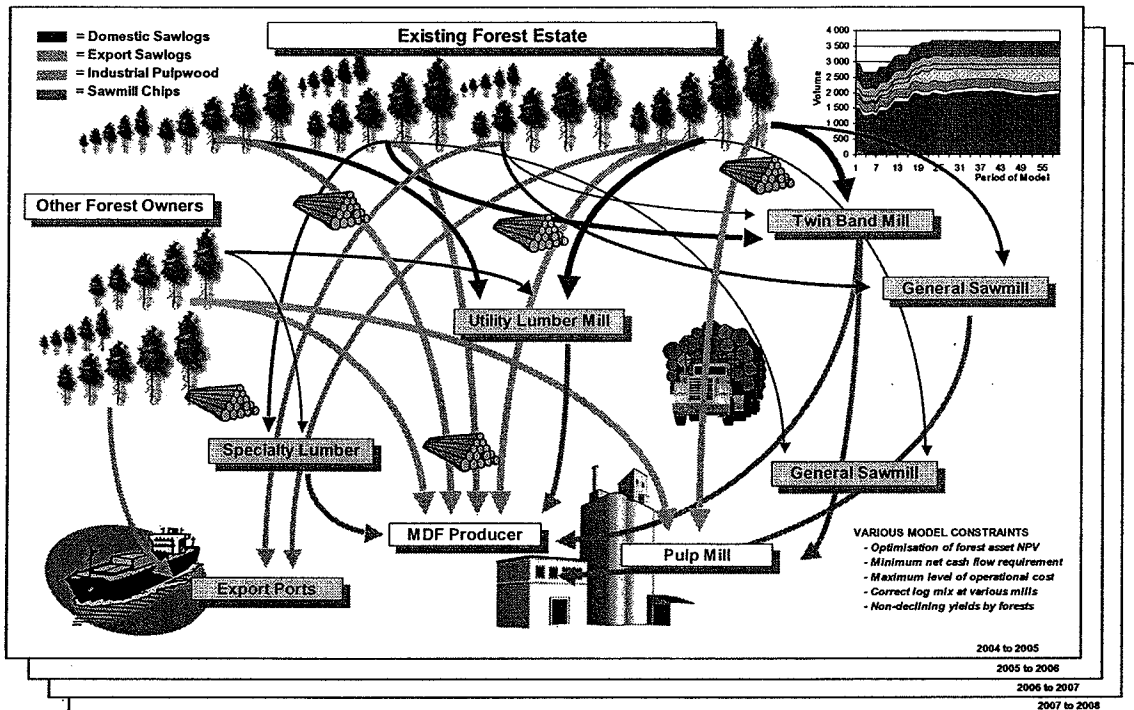 = Domestic Sawlogs
= Export Sawlogs
= Industrial Pulpwood
= Sawmill Chips
Existing Forest Estate
Volume
4 000
3 500
3 000
2 500
2 000
1 500
1 000
500
0
1 7 13 19 25 31 37 43 49 55
Period of Model
Other Forest Owners
Twin Band Mill
General Sawmill
Utility Lumber Mill
Specialty Lumber
General Sawmill
MDF Producer
Pulp Mill
Export Ports
VARIOUS MODEL CONSTRAINTS
- Optimisation of forest asset NPV
- Minimum net cash flow requirement
- Maximum level of operational cost
- Correct log mix at various mills
- Non-declining yields by forests
2004 to 2005
2005 to 2006
2006 to 2007
2007 to 2008